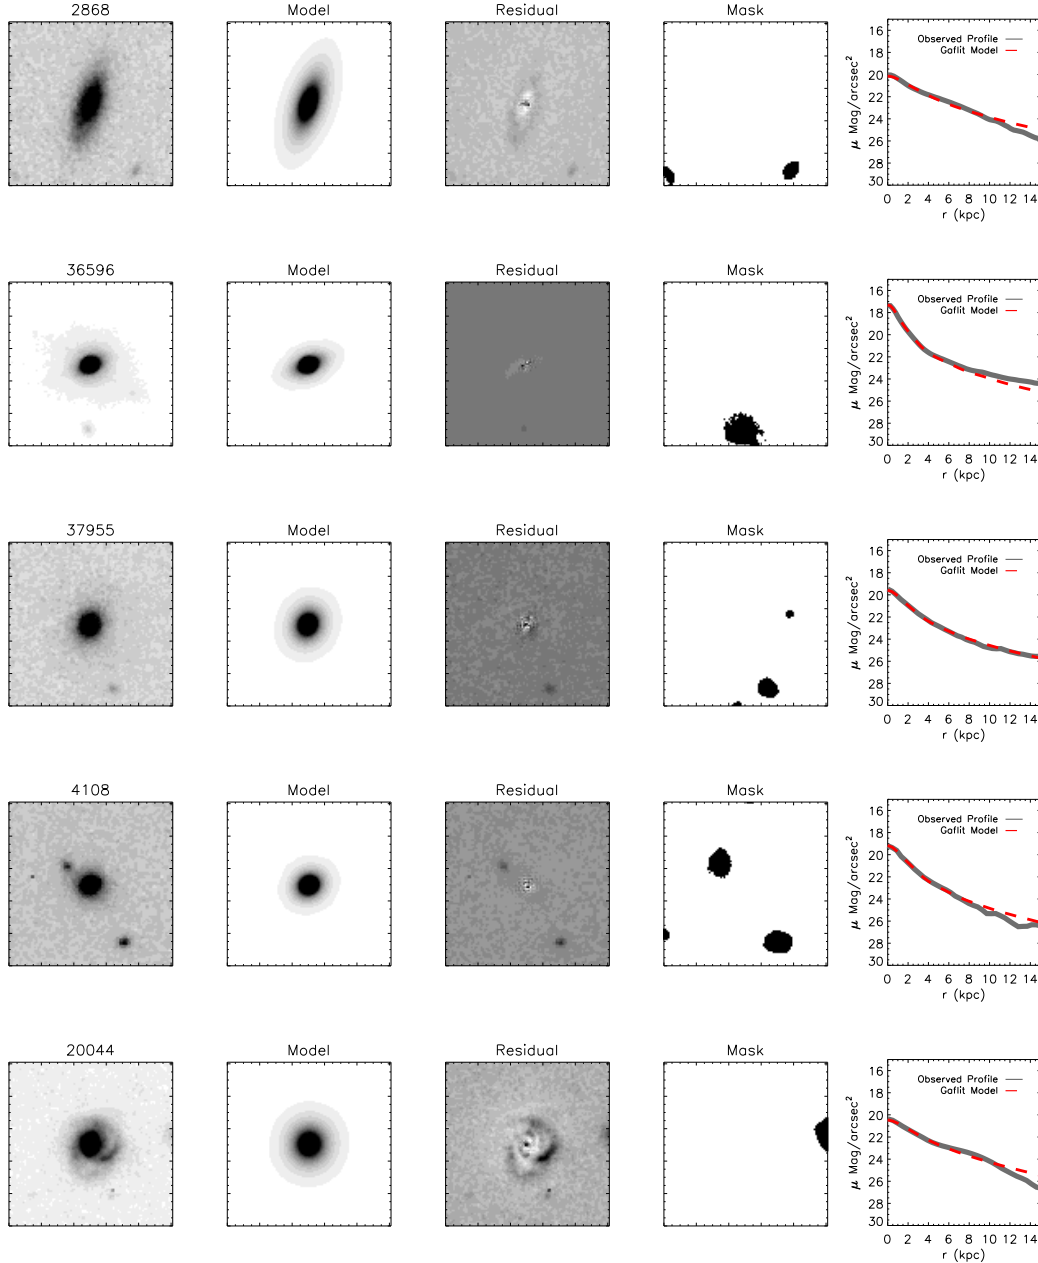 2868 Model Residual Mask
Observed Profile
Gaflit Model
μ Mag/arcsec²
16
18
20
22
24
26
28
30
0 2 4 6 8 10 12 14
r (kpc)
36596 Model Residual Mask
Observed Profile
Gaflit Model
μ Mag/arcsec²
16
18
20
22
24
26
28
30
0 2 4 6 8 10 12 14
r (kpc)
37955 Model Residual Mask
Observed Profile
Gaflit Model
μ Mag/arcsec²
16
18
20
22
24
26
28
30
0 2 4 6 8 10 12 14
r (kpc)
4108 Model Residual Mask
Observed Profile
Gaflit Model
μ Mag/arcsec²
16
18
20
22
24
26
28
30
0 2 4 6 8 10 12 14
r (kpc)
20044 Model Residual Mask
Observed Profile
Gaflit Model
μ Mag/arcsec²
16
18
20
22
24
26
28
30
0 2 4 6 8 10 12 14
r (kpc)